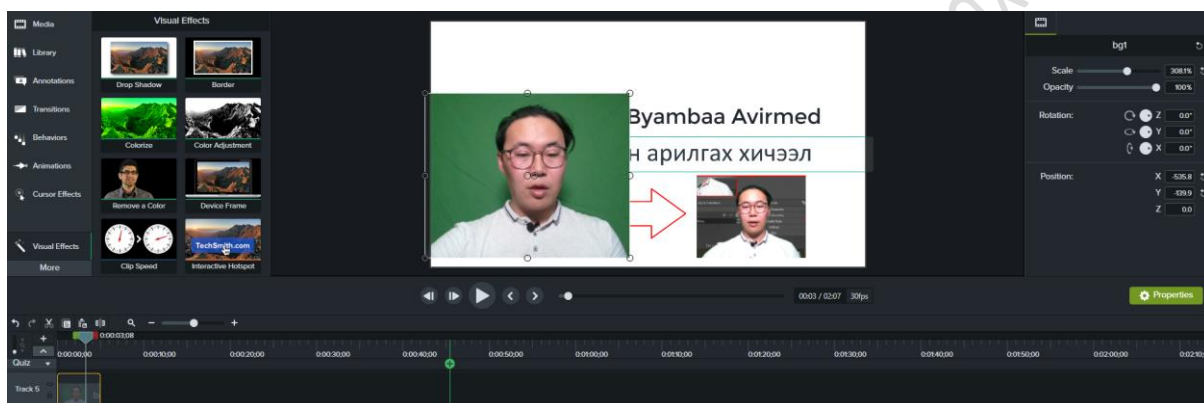 Media
Library
Annotations
Transitions
Behaviors
Animations
Cursor Effects
Visual Effects
More
Visual Effects
Drop Shadow
Border
Colorize
Color Adjustment
Remove a Color
Device Frame
Clip Speed
TechSmith.com
Interactive Hotspot
Byambaa Avirmed
н арилгах хичээл
bg1
Scale 308.1%
Opacity 100%
Rotation: Z 0.0°
Y 0.0°
X 0.0°
Position: X -535.8
Y -139.9
Z 0.0
00:03 / 02:07 30fps
Properties
0:00:03;08
0:00:00;00 0:00:10;00 0:00:20;00 0:00:30;00 0:00:40;00 0:00:50;00 0:01:00;00 0:01:10;00 0:01:20;00 0:01:30;00 0:01:40;00 0:01:50;00 0:02:00;00
Quiz
Track 5